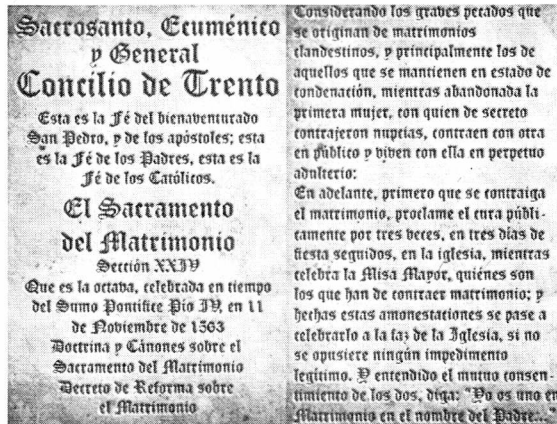 Sacrosanto, Ecuménico
y General
Concilio de Trento
Esta es la Fé del bienaventurado
San Pedro, y de los apóstoles; esta
es la Fé de los Padres, esta es la
Fé de los Católicos.
El Sacramento
del Matrimonio
Sección XXIV
Que es la octava, celebrada en tiempo
del Sumo Pontifice Pio IV, en 11
de Noviembre de 1563
Doctrina y Cánones sobre el
Sacramento del Matrimonio
Decreto de Reforma sobre
el Matrimonio
Considerando los graves pecados que
se originan de matrimonios
clandestinos, y principalmente los de
aquellos que se mantienen en estado de
condenación, mientras abandonada la
primera mujer, con quien de secreto
contrajeron nupcias, contraen con otra
en público y viven con ella en perpetuo
adulterio:
En adelante, primero que se contraiga
el matrimonio, proclame el cura públi-
camente por tres veces, en tres días de
fiesta seguidos, en la iglesia, mientras
celebra la Misa Mayor, quiénes son
los que han de contraer matrimonio; y
hechas estas amonestaciones se pase a
celebrarlo a la faz de la Iglesia, si no
se opusiere ningún impedimento
legítimo. Y entendido el mutuo consen-
timiento de los dos, diga: "Yo os uno en
Matrimonio en el nombre del Padre..."